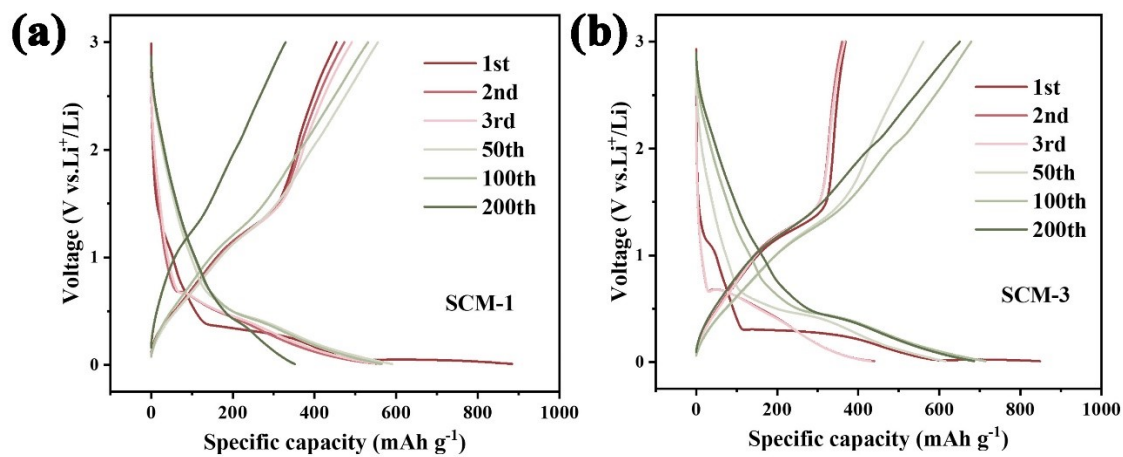 (a)
3
2
1
0
Voltage (V vs.Li⁺/Li)
1st
2nd
3rd
50th
100th
200th
SCM-1
0 200 400 600 800 1000
Specific capacity (mAh g⁻¹)
(b)
3
2
1
0
Voltage (V vs.Li⁺/Li)
1st
2nd
3rd
50th
100th
200th
SCM-3
0 200 400 600 800 1000
Specific capacity (mAh g⁻¹)